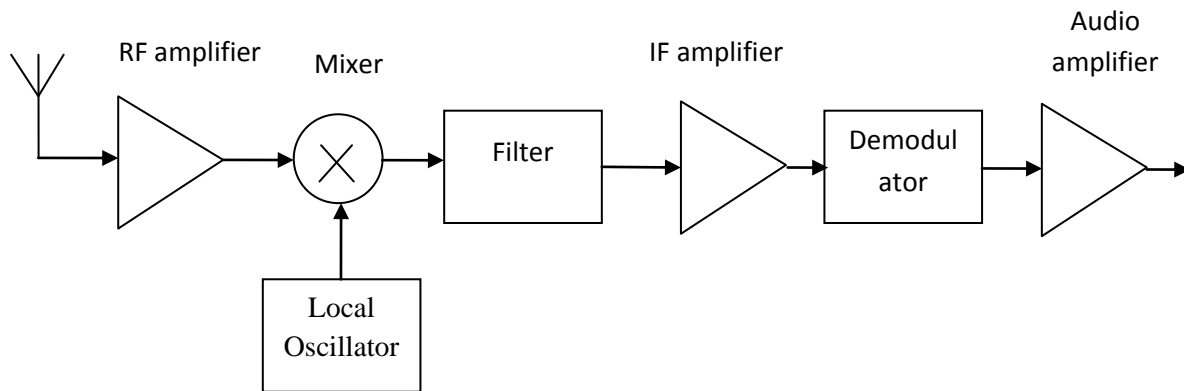 RF amplifier
Mixer
IF amplifier
Audio
amplifier
Filter
Demodul
ator
Local
Oscillator